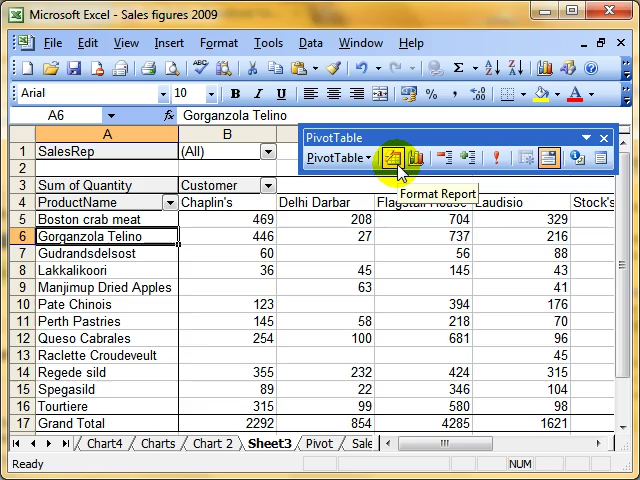 Microsoft Excel - Sales figures 2009
File Edit View Insert Format Tools Data PivotTable Window Help
Arial 10 B I U % A
A6 Gorganzola Telino
PivotTable
PivotTable
Format Report
A B
1 SalesRep (All)
2
3 Sum of Quantity Customer
4 ProductName Chaplin's Delhi Darbar Flagstaff House Laudisio Stock's
5 Boston crab meat 469 208 704 329
6 Gorganzola Telino 446 27 737 216
7 Gudrandsdelsost 60 56 88
8 Lakkalikoori 36 45 145 43
9 Manjimup Dried Apples 63 41
10 Pate Chinois 123 394 176
11 Perth Pastries 145 58 218 70
12 Queso Cabrales 254 100 681 96
13 Raclette Croudeveult 45
14 Regede sild 355 232 424 315
15 Spegasild 89 22 346 104
16 Tourtiere 315 99 580 98
17 Grand Total 2292 854 4285 1621
Chart4 Charts Chart 2 Sheet3 Pivot Sale
Ready NUM